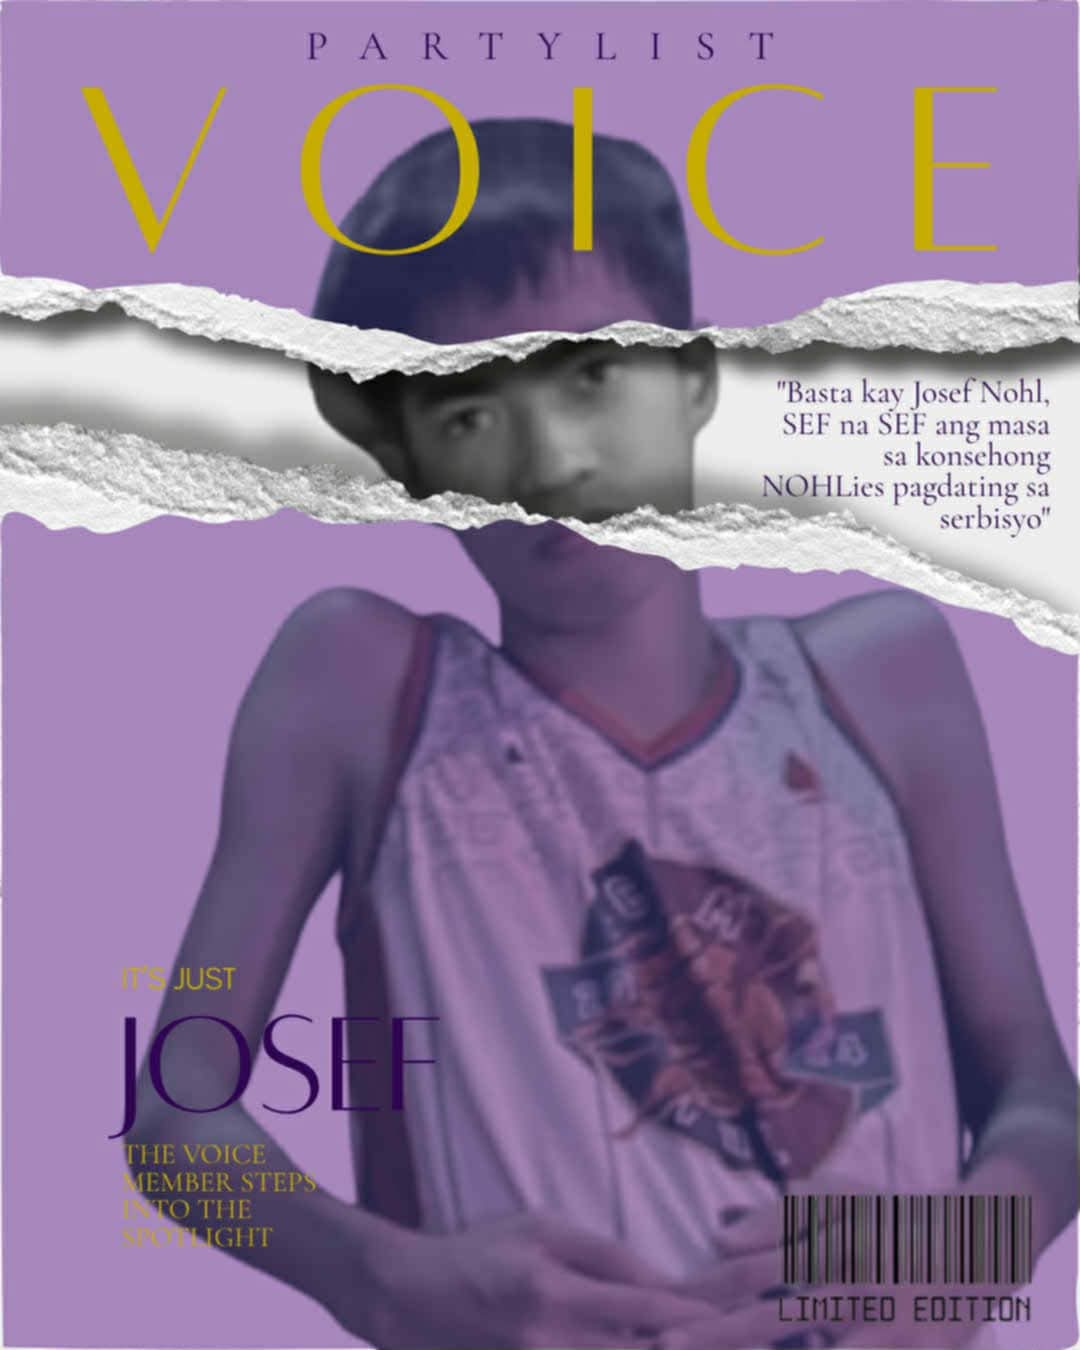 PARTYLIST
VOICE
"Basta kay Josef Nohl,
SEF na SEF ang masa
sa konsehong
NOHLies pagdating sa
serbisyo"
IT'S JUST
JOSEF
THE VOICE
MEMBER STEPS
INTO THE
SPOTLIGHT
LIMITED EDITION